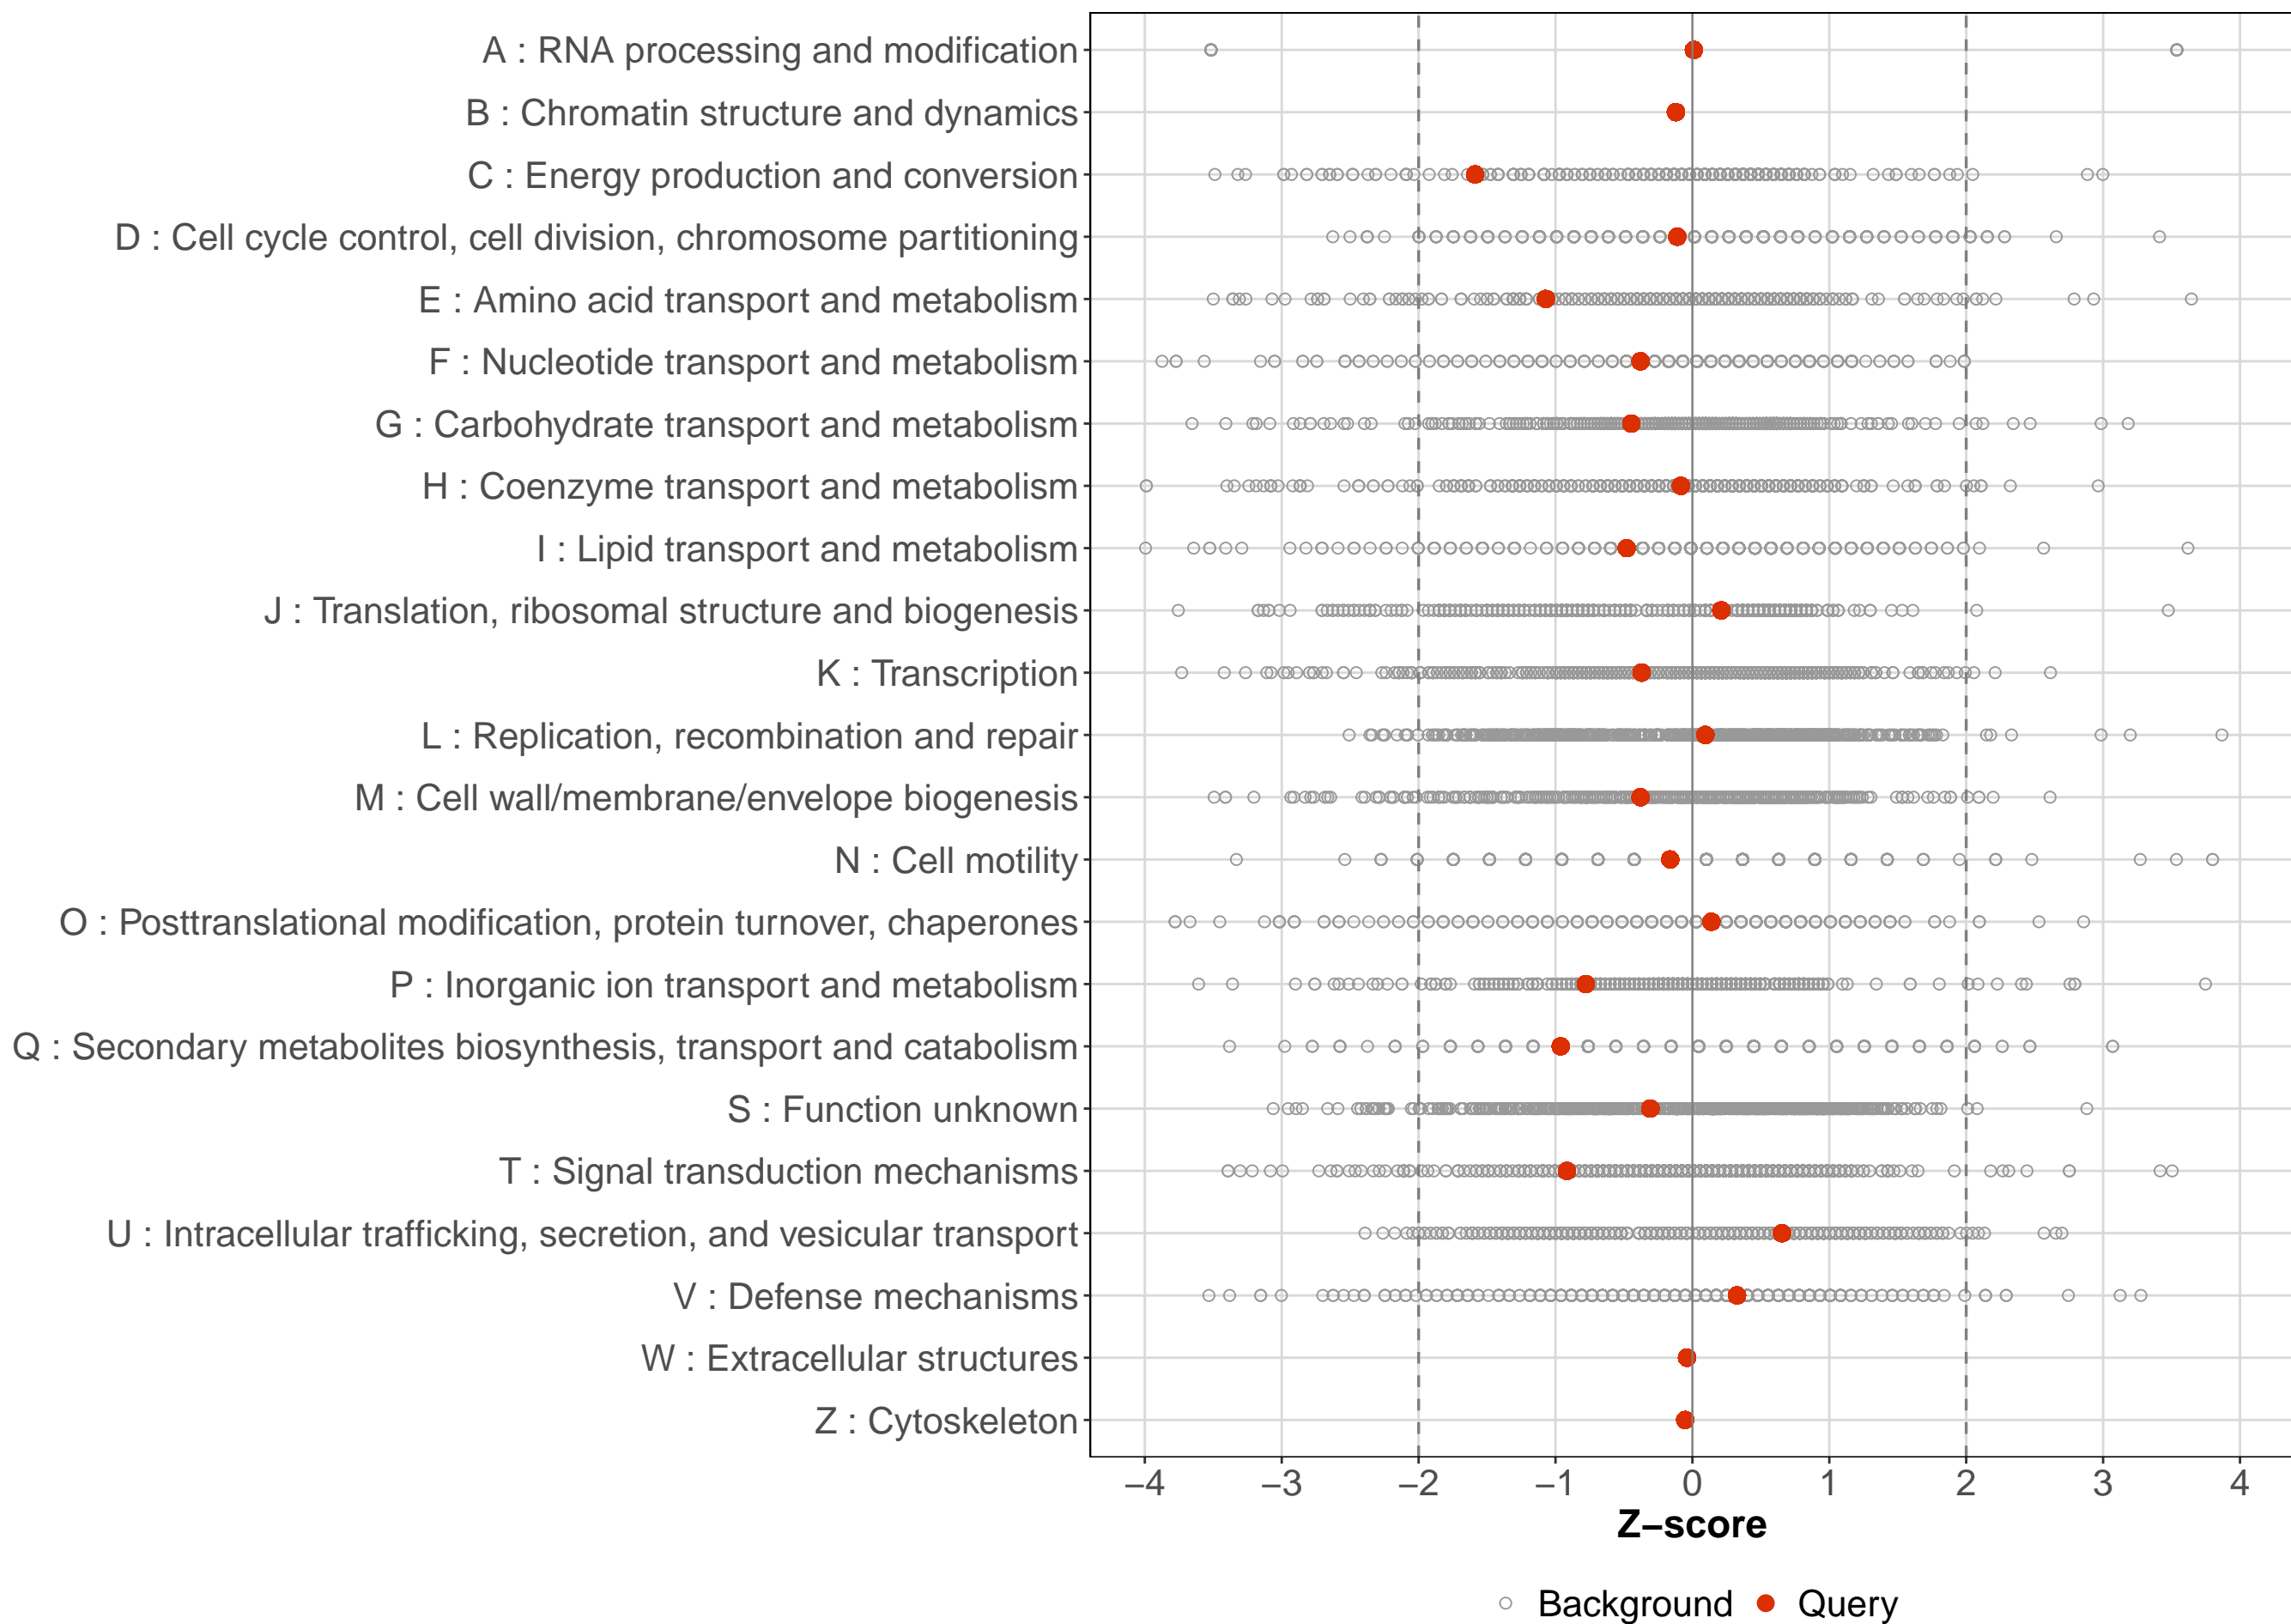 A : RNA processing and modification
B : Chromatin structure and dynamics
C : Energy production and conversion
D : Cell cycle control, cell division, chromosome partitioning
E : Amino acid transport and metabolism
F : Nucleotide transport and metabolism
G : Carbohydrate transport and metabolism
H : Coenzyme transport and metabolism
I : Lipid transport and metabolism
J : Translation, ribosomal structure and biogenesis
K : Transcription
L : Replication, recombination and repair
M : Cell wall/membrane/envelope biogenesis
N : Cell motility
O : Posttranslational modification, protein turnover, chaperones
P : Inorganic ion transport and metabolism
Q : Secondary metabolites biosynthesis, transport and catabolism
S : Function unknown
T : Signal transduction mechanisms
U : Intracellular trafficking, secretion, and vesicular transport
V : Defense mechanisms
W : Extracellular structures
Z : Cytoskeleton
−4 −3 −2 −1 0 1 2 3 4
Z−score
Background Query